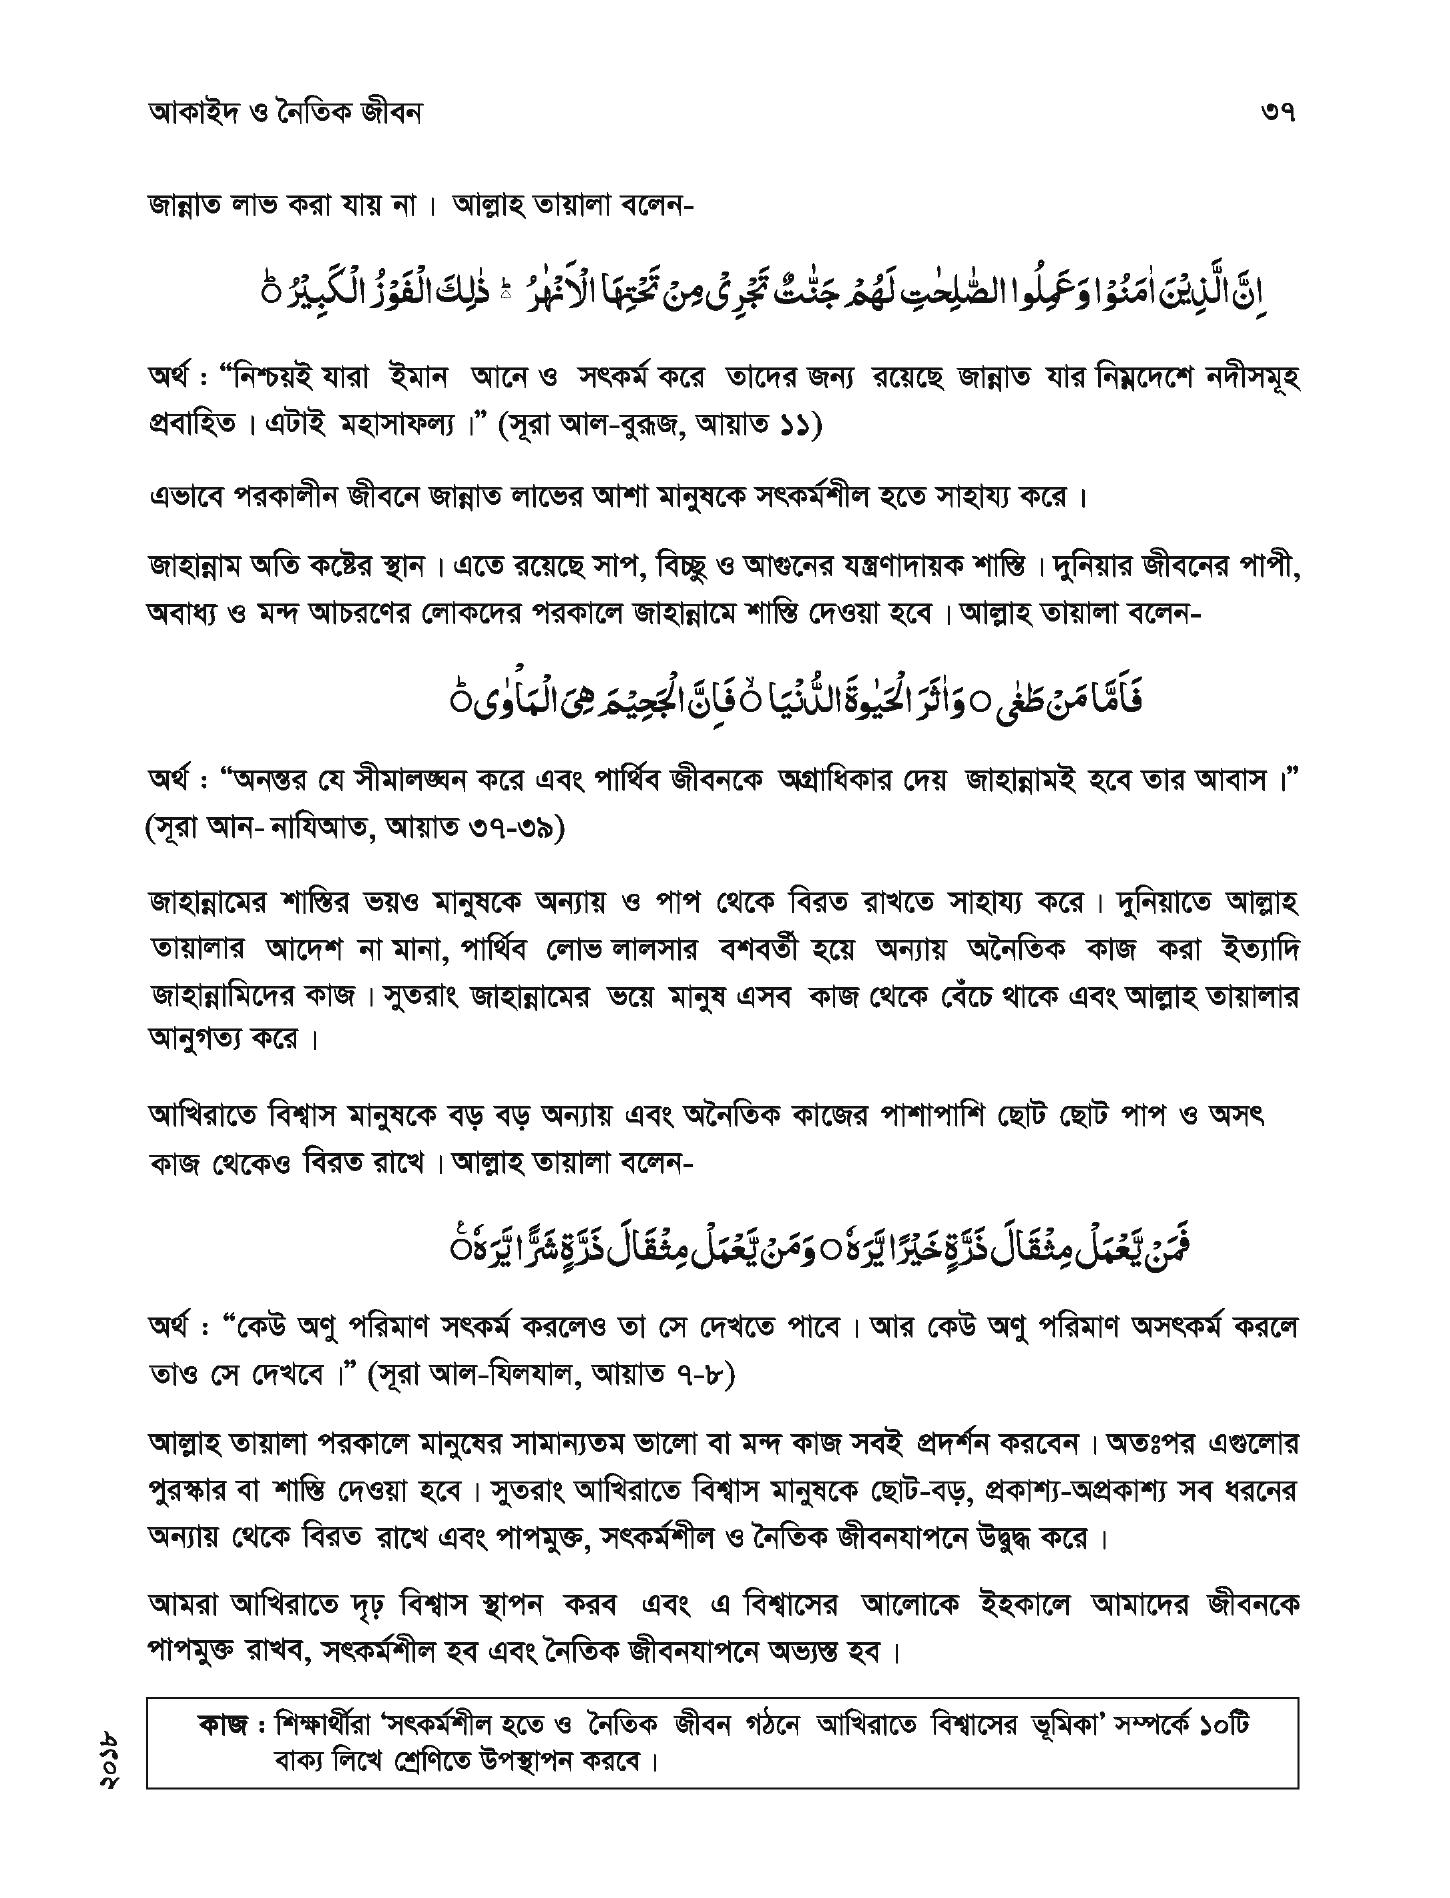 আকাইদ ও নৈতিক জীবন ৩৭
জান্নাত লাভ করা যায় না। আল্লাহ তায়ালা বলেন-
اِنَّ الَّذِيْنَ اٰمَنُوْا وَعَمِلُوا الصّٰلِحٰتِ لَهُمْ جَنّٰتٌ تَجْرِىْ مِنْ تَحْتِهَا الْاَنْهٰرُ ؕ ذٰلِكَ الْفَوْزُ الْكَبِيْرُ ؕ○
অর্থ : “নিশ্চয়ই যারা ইমান আনে ও সৎকর্ম করে তাদের জন্য রয়েছে জান্নাত যার নিম্নদেশে নদীসমূহ
প্রবাহিত। এটাই মহাসাফল্য।” (সূরা আল-বুরূজ, আয়াত ১১)
এভাবে পরকালীন জীবনে জান্নাত লাভের আশা মানুষকে সৎকর্মশীল হতে সাহায্য করে।
জাহান্নাম অতি কষ্টের স্থান। এতে রয়েছে সাপ, বিচ্ছু ও আগুনের যন্ত্রণাদায়ক শাস্তি। দুনিয়ার জীবনের পাপী,
অবাধ্য ও মন্দ আচরণের লোকদের পরকালে জাহান্নামে শাস্তি দেওয়া হবে। আল্লাহ তায়ালা বলেন-
فَاَمَّا مَنْ طَغٰى ○ وَاٰثَرَ الْحَيٰوةَ الدُّنْيَا ○ۙ فَاِنَّ الْجَحِيْمَ هِىَ الْمَاْوٰى ○ؕ
অর্থ : “অনন্তর যে সীমালঙ্ঘন করে এবং পার্থিব জীবনকে অগ্রাধিকার দেয় জাহান্নামই হবে তার আবাস।”
(সূরা আন- নাযিআত, আয়াত ৩৭-৩৯)
জাহান্নামের শাস্তির ভয়ও মানুষকে অন্যায় ও পাপ থেকে বিরত রাখতে সাহায্য করে। দুনিয়াতে আল্লাহ
তায়ালার আদেশ না মানা, পার্থিব লোভ লালসার বশবর্তী হয়ে অন্যায় অনৈতিক কাজ করা ইত্যাদি
জাহান্নামিদের কাজ। সুতরাং জাহান্নামের ভয়ে মানুষ এসব কাজ থেকে বেঁচে থাকে এবং আল্লাহ তায়ালার
আনুগত্য করে।
আখিরাতে বিশ্বাস মানুষকে বড় বড় অন্যায় এবং অনৈতিক কাজের পাশাপাশি ছোট ছোট পাপ ও অসৎ
কাজ থেকেও বিরত রাখে। আল্লাহ তায়ালা বলেন-
فَمَنْ يَّعْمَلْ مِثْقَالَ ذَرَّةٍ خَيْرًا يَّرَهٗ ○ وَمَنْ يَّعْمَلْ مِثْقَالَ ذَرَّةٍ شَرًّا يَّرَهٗ ○ۧ
অর্থ : “কেউ অণু পরিমাণ সৎকর্ম করলেও তা সে দেখতে পাবে। আর কেউ অণু পরিমাণ অসৎকর্ম করলে
তাও সে দেখবে।” (সূরা আল-যিলযাল, আয়াত ৭-৮)
আল্লাহ তায়ালা পরকালে মানুষের সামান্যতম ভালো বা মন্দ কাজ সবই প্রদর্শন করবেন। অতঃপর এগুলোর
পুরস্কার বা শাস্তি দেওয়া হবে। সুতরাং আখিরাতে বিশ্বাস মানুষকে ছোট-বড়, প্রকাশ্য-অপ্রকাশ্য সব ধরনের
অন্যায় থেকে বিরত রাখে এবং পাপমুক্ত, সৎকর্মশীল ও নৈতিক জীবনযাপনে উদ্বুদ্ধ করে।
আমরা আখিরাতে দৃঢ় বিশ্বাস স্থাপন করব এবং এ বিশ্বাসের আলোকে ইহকালে আমাদের জীবনকে
পাপমুক্ত রাখব, সৎকর্মশীল হব এবং নৈতিক জীবনযাপনে অভ্যস্ত হব।
কাজ : শিক্ষার্থীরা ‘সৎকর্মশীল হতে ও নৈতিক জীবন গঠনে আখিরাতে বিশ্বাসের ভূমিকা’ সম্পর্কে ১০টি
বাক্য লিখে শ্রেণিতে উপস্থাপন করবে।
২০১৮